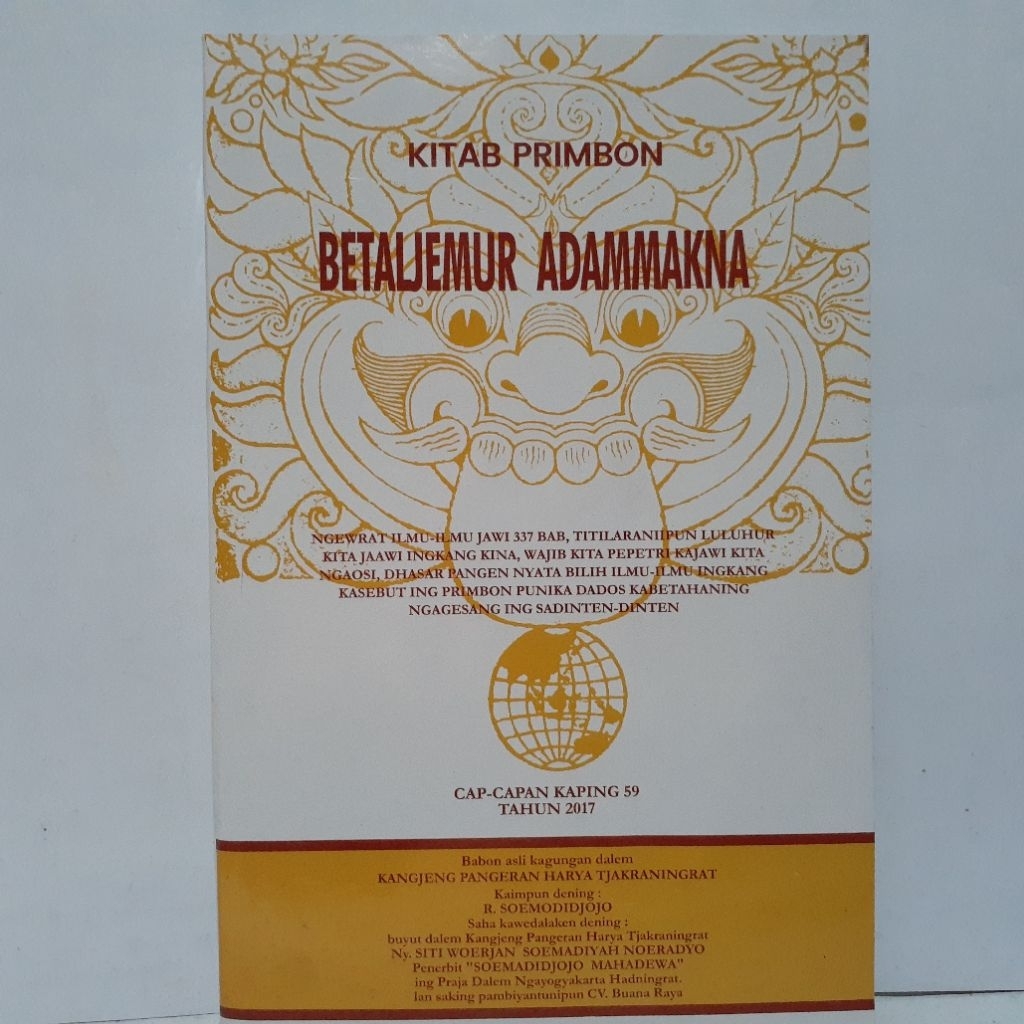 KITAB PRIMBON
BETALJEMUR ADAMMAKNA
NGEWRAT ILMU-ILMU JAWI 337 BAB, TITILARANIIPUN LULUHUR
KITA JAAWI INGKANG KINA, WAJIB KITA PEPETRI KAJAWI KITA
NGAOSI, DHASAR PANGEN NYATA BILIH ILMU-ILMU INGKANG
KASEBUT ING PRIMBON PUNIKA DADOS KABETAHANING
NGAGESANG ING SADINTEN-DINTEN
CAP-CAPAN KAPING 59
TAHUN 2017
Babon asli kagungan dalem
KANGJENG PANGERAN HARYA TJAKRANINGRAT
Kaimpun dening :
R. SOEMODIDJOJO
Saha kawedalaken dening :
buyut dalem Kangjeng Pangeran Harya Tjakraningrat
Ny. SITI WOERJAN SOEMADIYAH NOERADYO
Penerbit "SOEMADIDJOJO MAHADEWA"
ing Praja Dalem Ngayogyakarta Hadningrat.
lan saking pambiyantunipun CV. Buana Raya